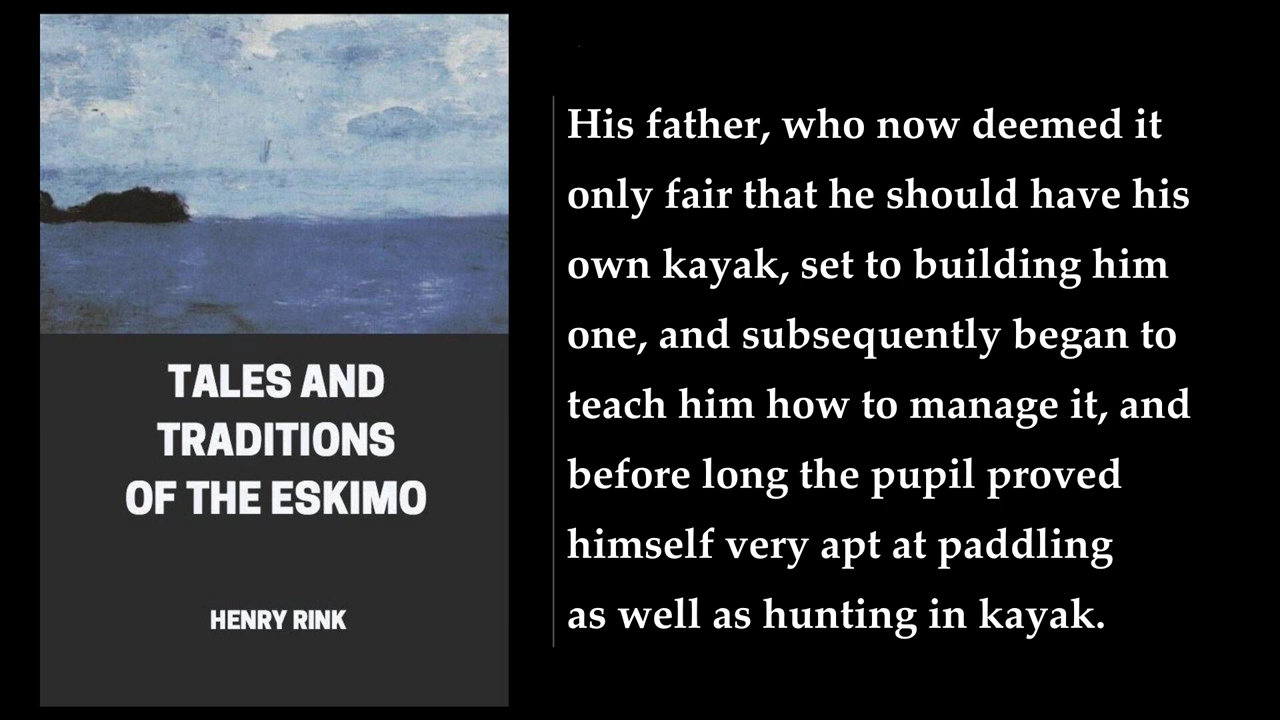 TALES AND
TRADITIONS
OF THE ESKIMO
HENRY RINK
His father, who now deemed it
only fair that he should have his
own kayak, set to building him
one, and subsequently began to
teach him how to manage it, and
before long the pupil proved
himself very apt at paddling
as well as hunting in kayak.